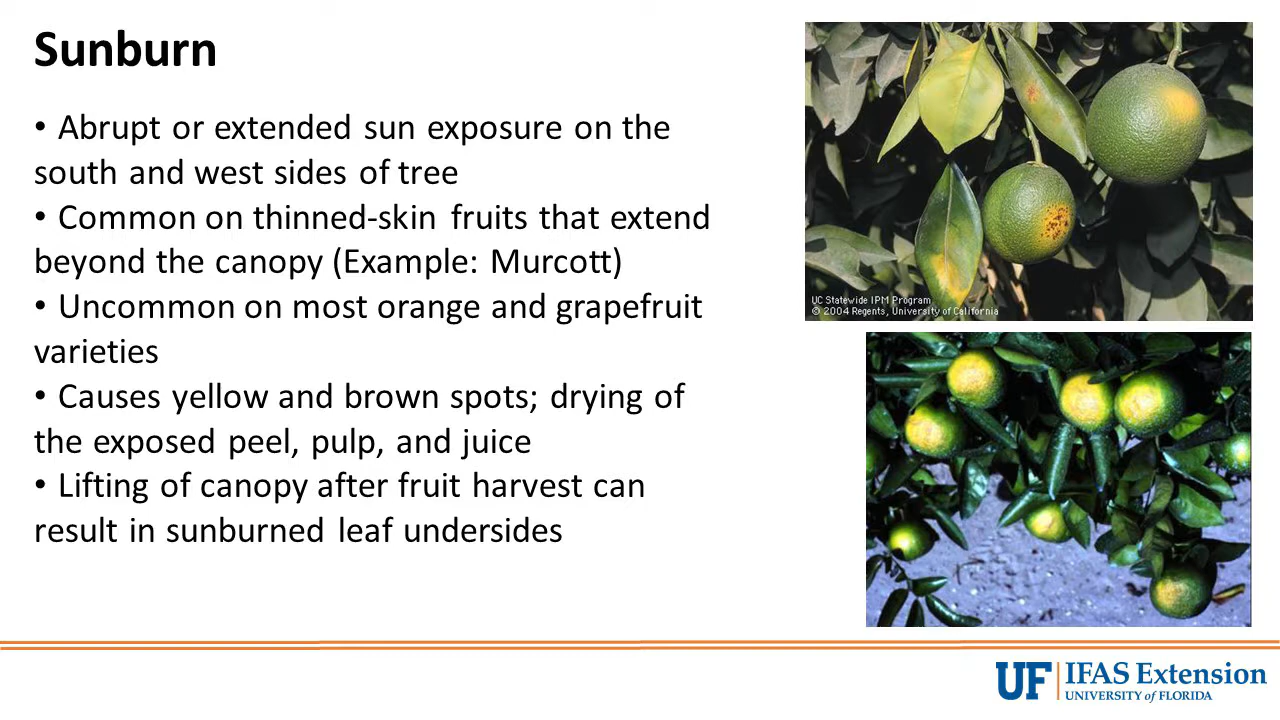 Sunburn
• Abrupt or extended sun exposure on the
south and west sides of tree
• Common on thinned-skin fruits that extend
beyond the canopy (Example: Murcott)
• Uncommon on most orange and grapefruit
varieties
• Causes yellow and brown spots; drying of
the exposed peel, pulp, and juice
• Lifting of canopy after fruit harvest can
result in sunburned leaf undersides
UC Statewide IPM Program
© 2004 Regents, University of California
UF IFAS Extension
UNIVERSITY of FLORIDA